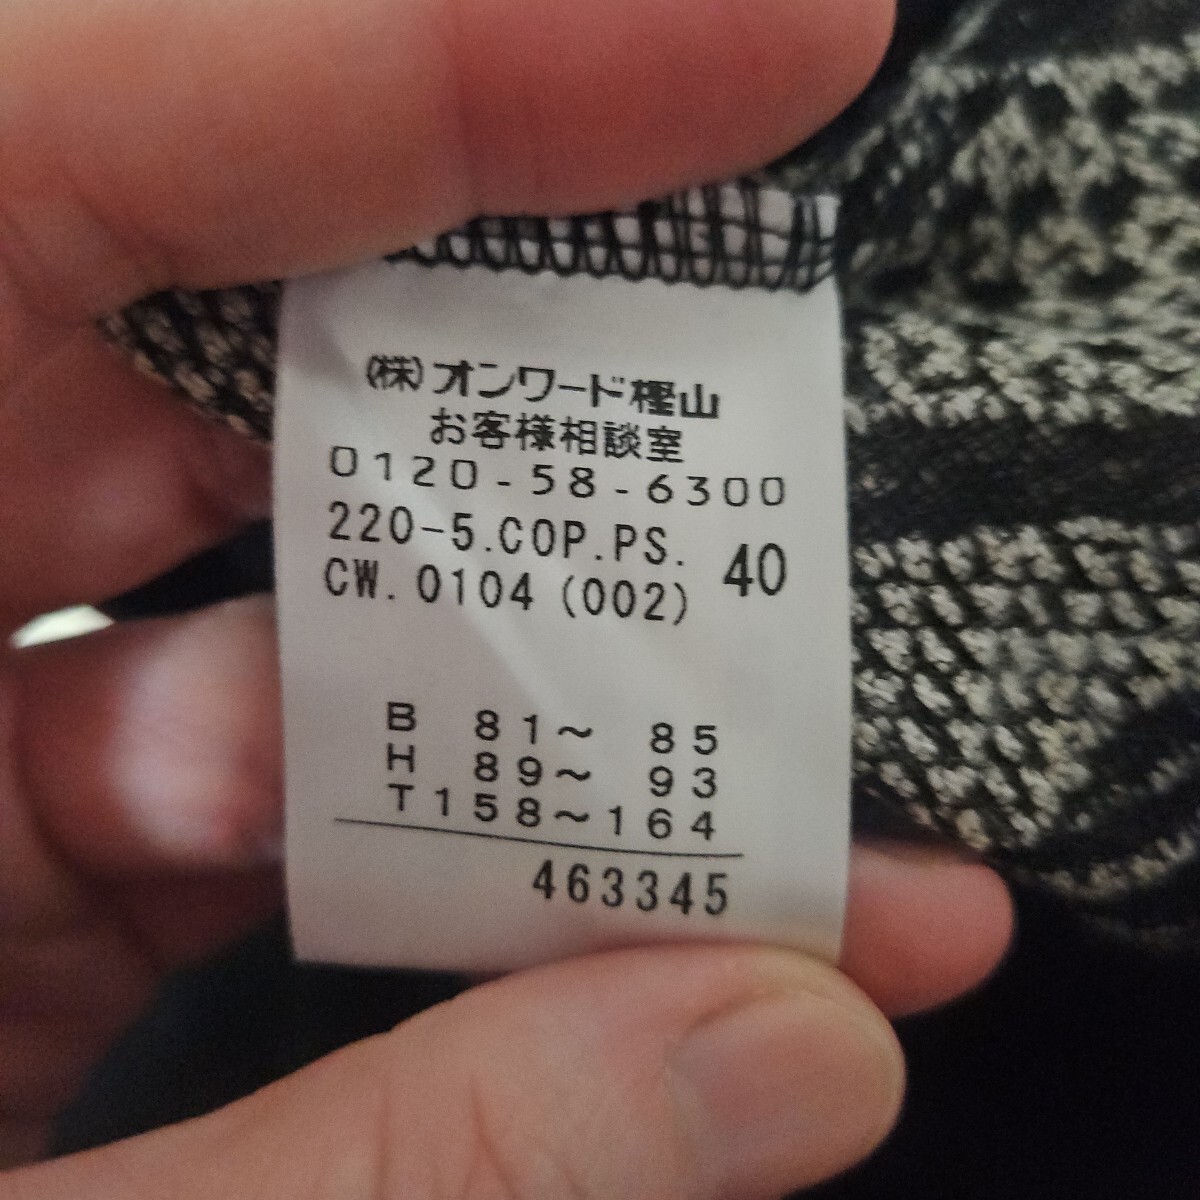 (株)オンワード樫山
お客様相談室
0120-58-6300
220-5.COP.PS. 40
CW.0104(002)
B 81～ 85
H 89～ 93
T158～164
463345